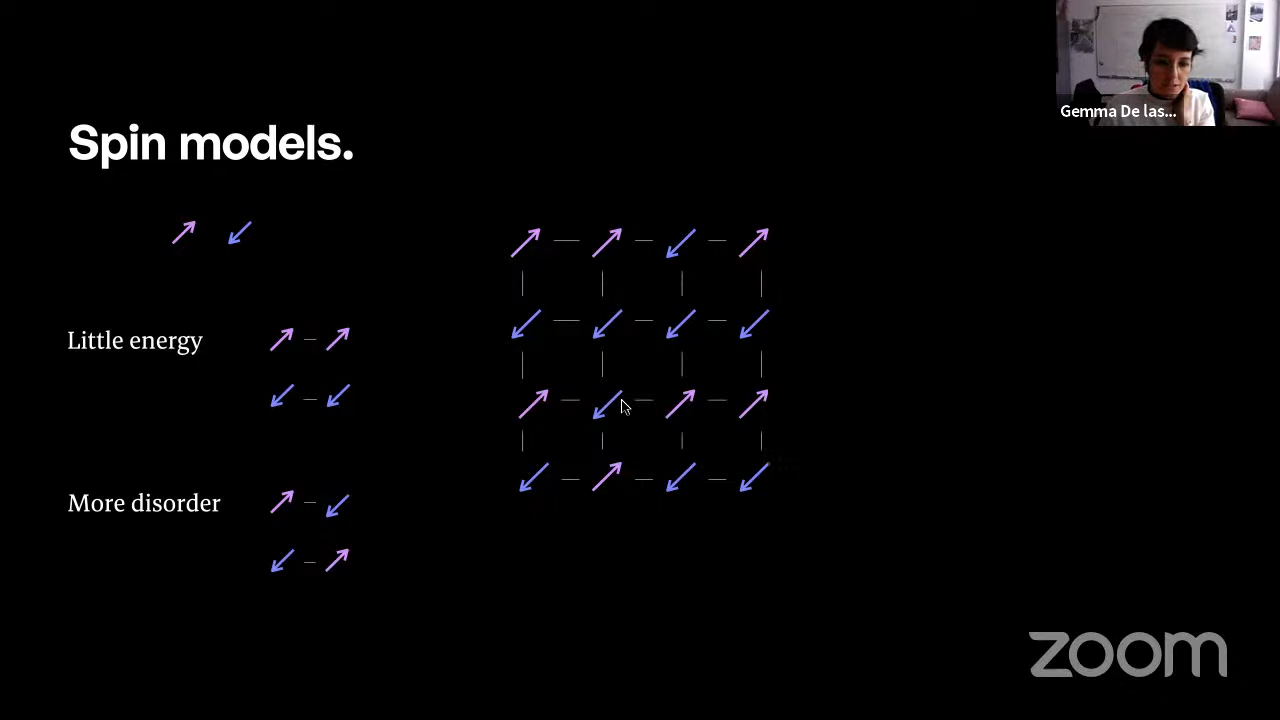 Gemma De las...
Spin models.
Little energy
More disorder
zoom